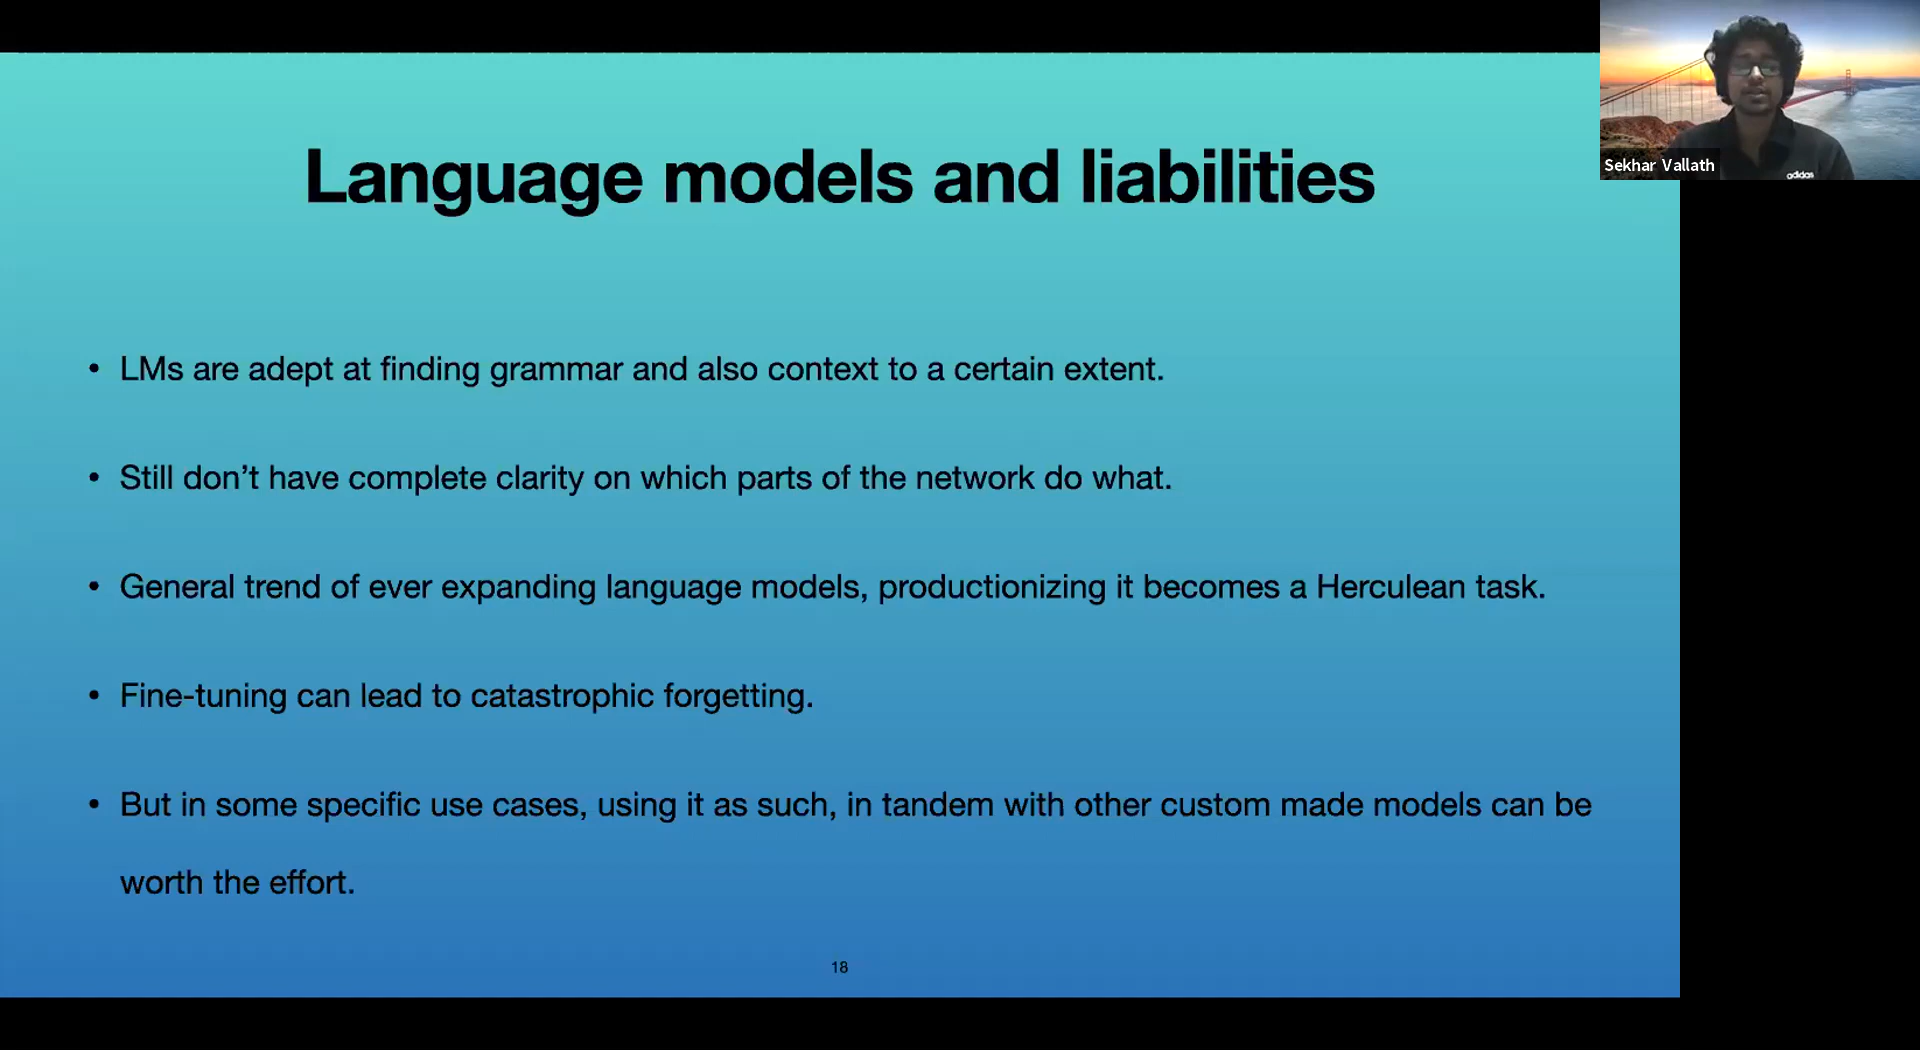 Language models and liabilities
Sekhar Vallath
adidas
• LMs are adept at finding grammar and also context to a certain extent.
• Still don’t have complete clarity on which parts of the network do what.
• General trend of ever expanding language models, productionizing it becomes a Herculean task.
• Fine-tuning can lead to catastrophic forgetting.
• But in some specific use cases, using it as such, in tandem with other custom made models can be
worth the effort.
18